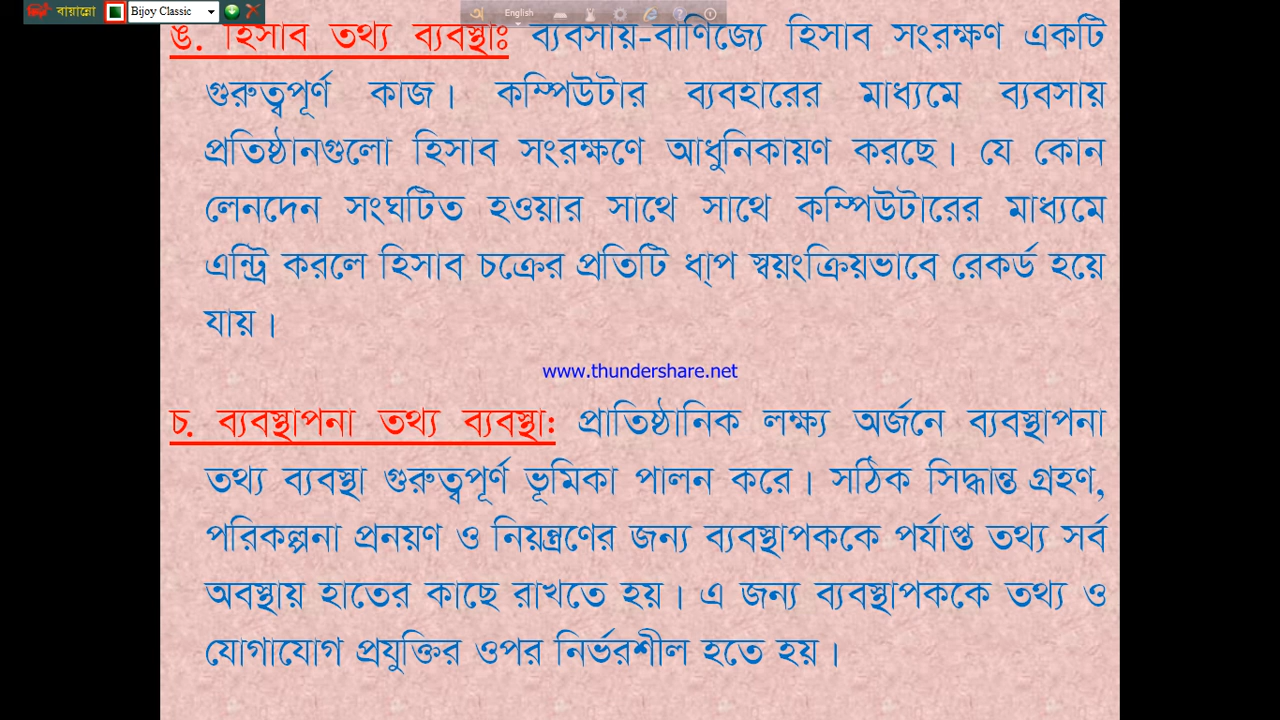 বায়ান্নো Bijoy Classic English
ঙ. হিসাব তথ্য ব্যবস্থাঃ ব্যবসায়-বাণিজ্যে হিসাব সংরক্ষণ একটি
গুরুত্বপূর্ণ কাজ। কম্পিউটার ব্যবহারের মাধ্যমে ব্যবসায়
প্রতিষ্ঠানগুলো হিসাব সংরক্ষণে আধুনিকায়ণ করছে। যে কোন
লেনদেন সংঘটিত হওয়ার সাথে সাথে কম্পিউটারের মাধ্যমে
এন্ট্রি করলে হিসাব চক্রের প্রতিটি ধা্প স্বয়ংক্রিয়ভাবে রেকর্ড হয়ে
যায়।
www.thundershare.net
চ. ব্যবস্থাপনা তথ্য ব্যবস্থা: প্রাতিষ্ঠানিক লক্ষ্য অর্জনে ব্যবস্থাপনা
তথ্য ব্যবস্থা গুরুত্বপূর্ণ ভূমিকা পালন করে। সঠিক সিদ্ধান্ত গ্রহণ,
পরিকল্পনা প্রনয়ণ ও নিয়ন্ত্রণের জন্য ব্যবস্থাপককে পর্যাপ্ত তথ্য সর্ব
অবস্থায় হাতের কাছে রাখতে হয়। এ জন্য ব্যবস্থাপককে তথ্য ও
যোগাযোগ প্রযুক্তির ওপর নির্ভরশীল হতে হয়।